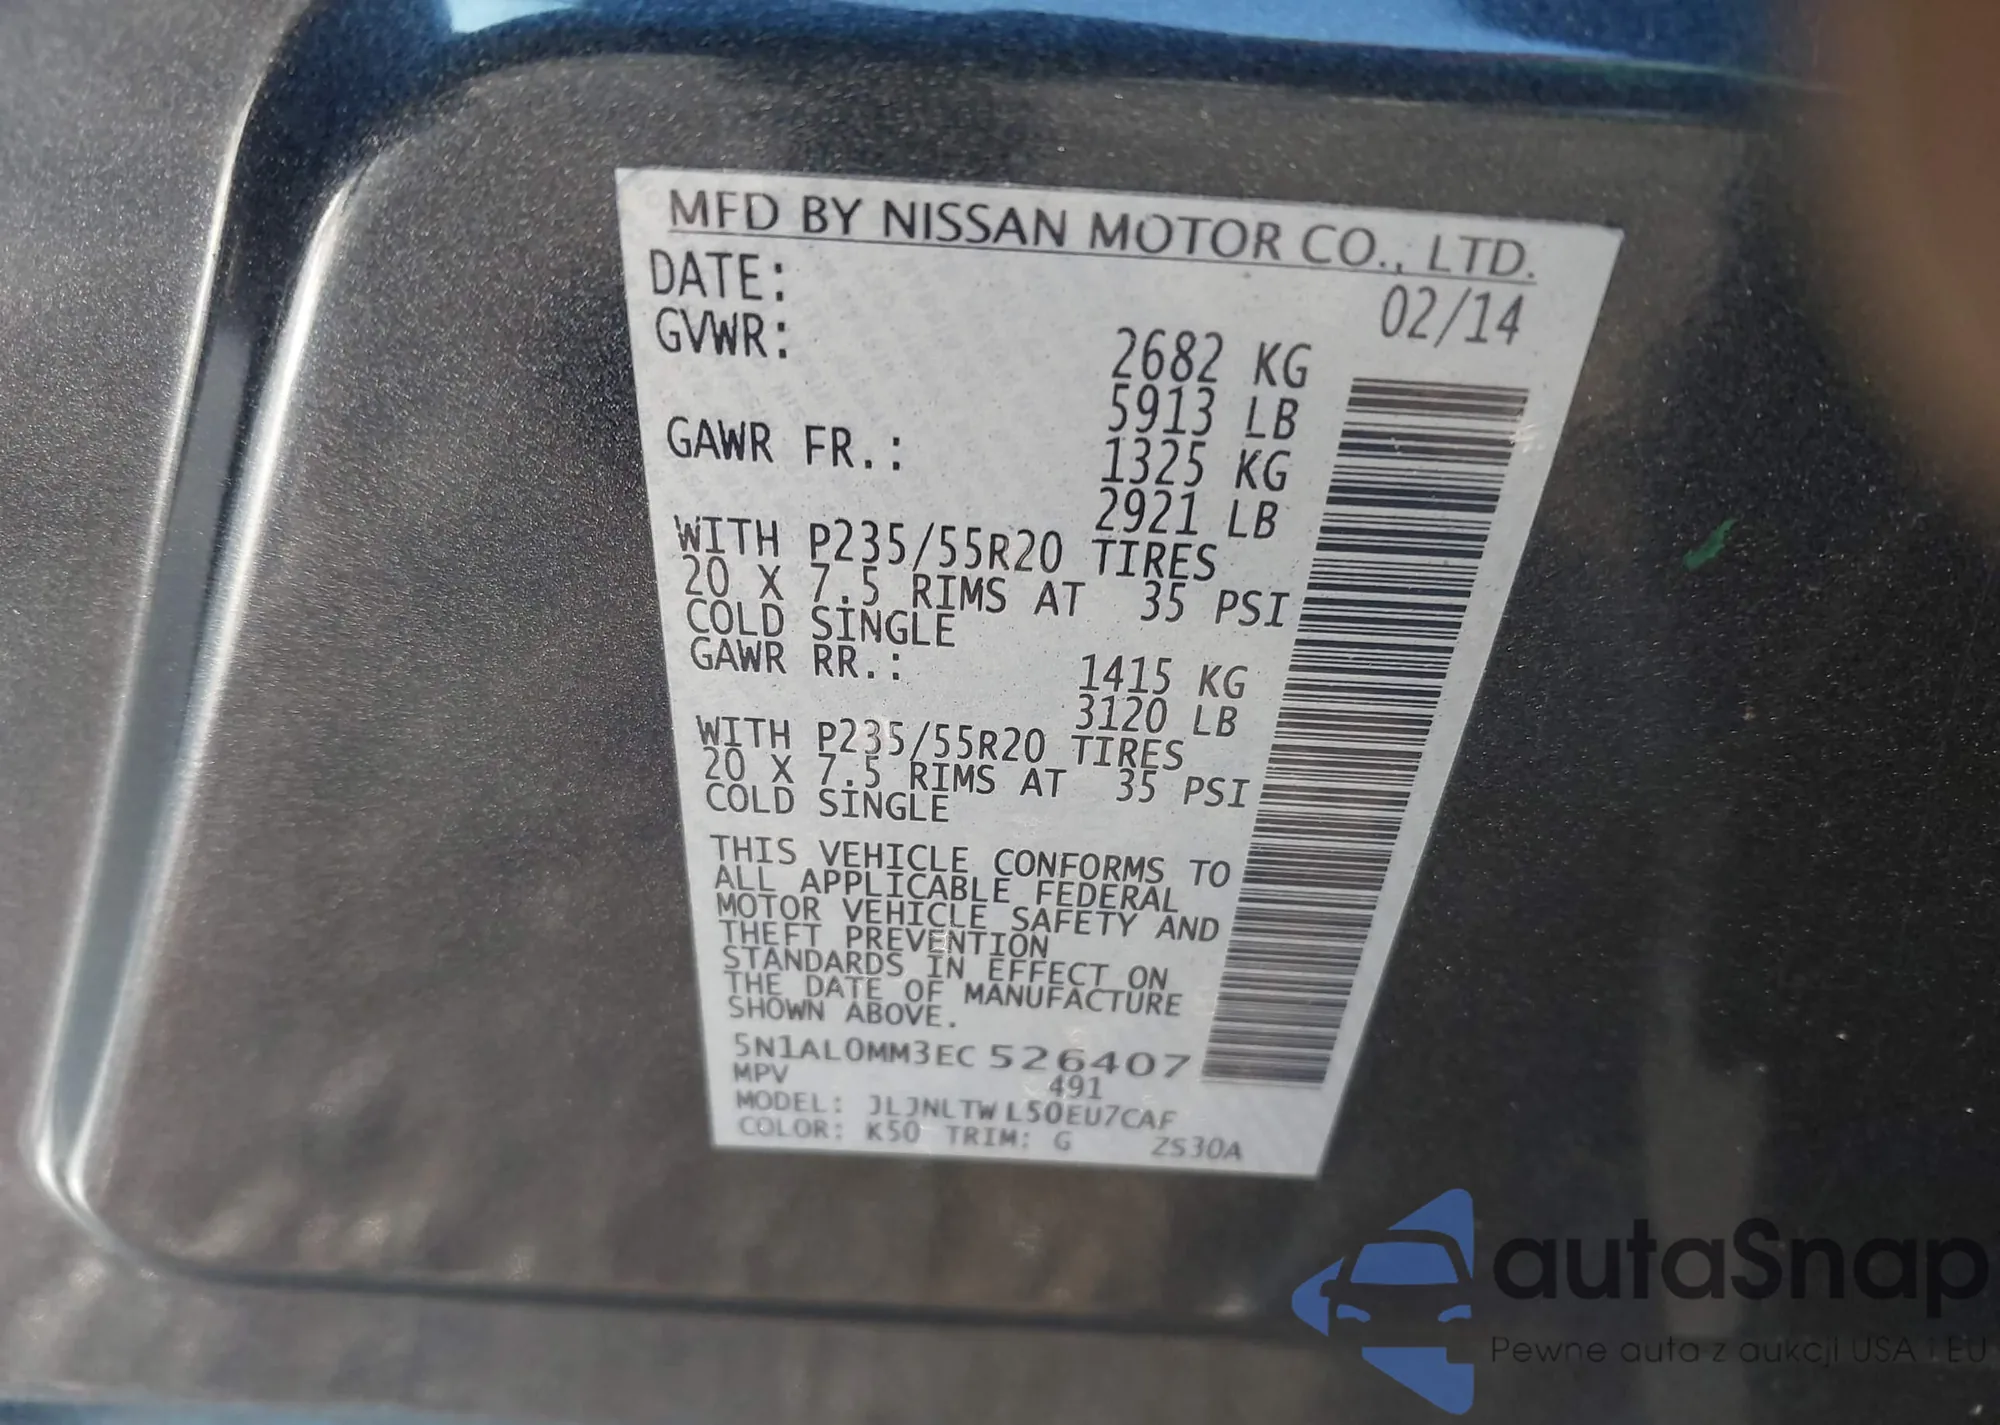 MFD BY NISSAN MOTOR CO., LTD.
DATE: 02/14
GVWR: 2682 KG
5913 LB
GAWR FR.: 1325 KG
2921 LB
WITH P235/55R20 TIRES
20 X 7.5 RIMS AT 35 PSI
COLD SINGLE
GAWR RR.: 1415 KG
3120 LB
WITH P235/55R20 TIRES
20 X 7.5 RIMS AT 35 PSI
COLD SINGLE
THIS VEHICLE CONFORMS TO
ALL APPLICABLE FEDERAL
MOTOR VEHICLE SAFETY AND
THEFT PREVENTION
STANDARDS IN EFFECT ON
THE DATE OF MANUFACTURE
SHOWN ABOVE.
5N1AL0MM3EC 526407
MPV 491
MODEL: JLJNLTW L50EU7CAF
COLOR: K50 TRIM: G ZS30A
autaSnap
Pewne auta z aukcji USA i EU